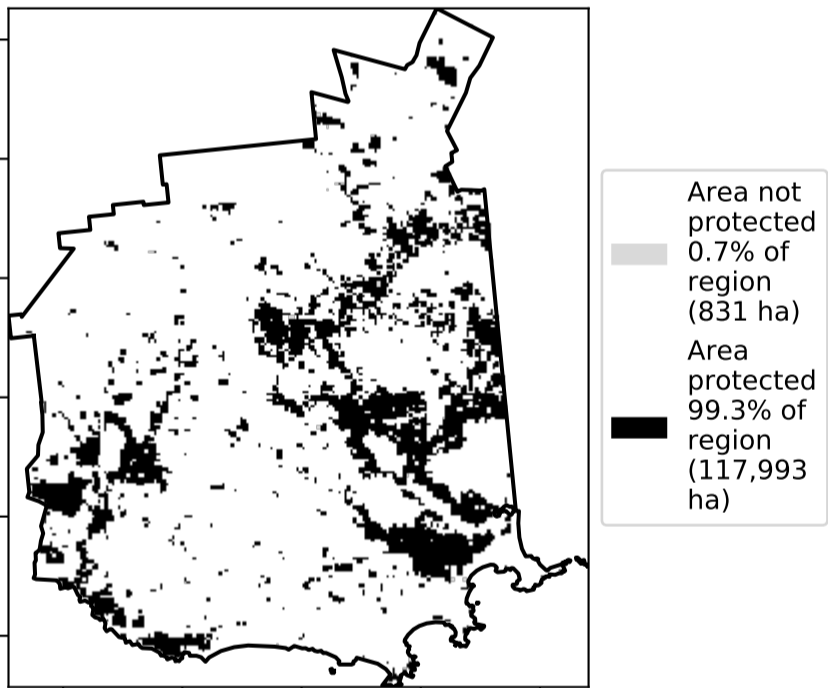 Area not
protected
0.7% of
region
(831 ha)
Area
protected
99.3% of
region
(117,993
ha)